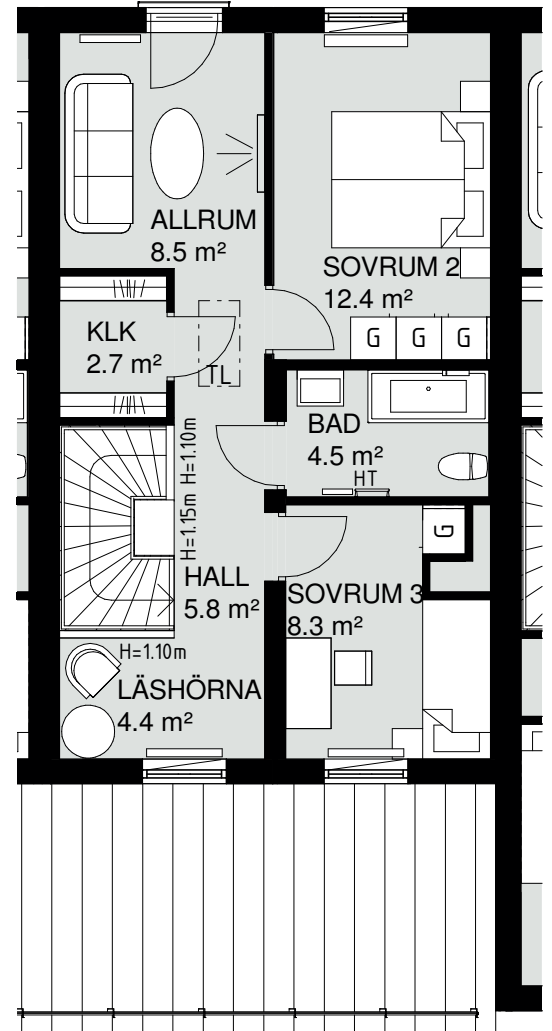 ALLRUM
8.5 m²
SOVRUM 2
12.4 m²
G G G
KLK
2.7 m²
TL
BAD
4.5 m²
HT
H=1.10m
H=1.15m
G
HALL
5.8 m²
SOVRUM 3
8.3 m²
H=1.10m
LÄSHÖRNA
4.4 m²